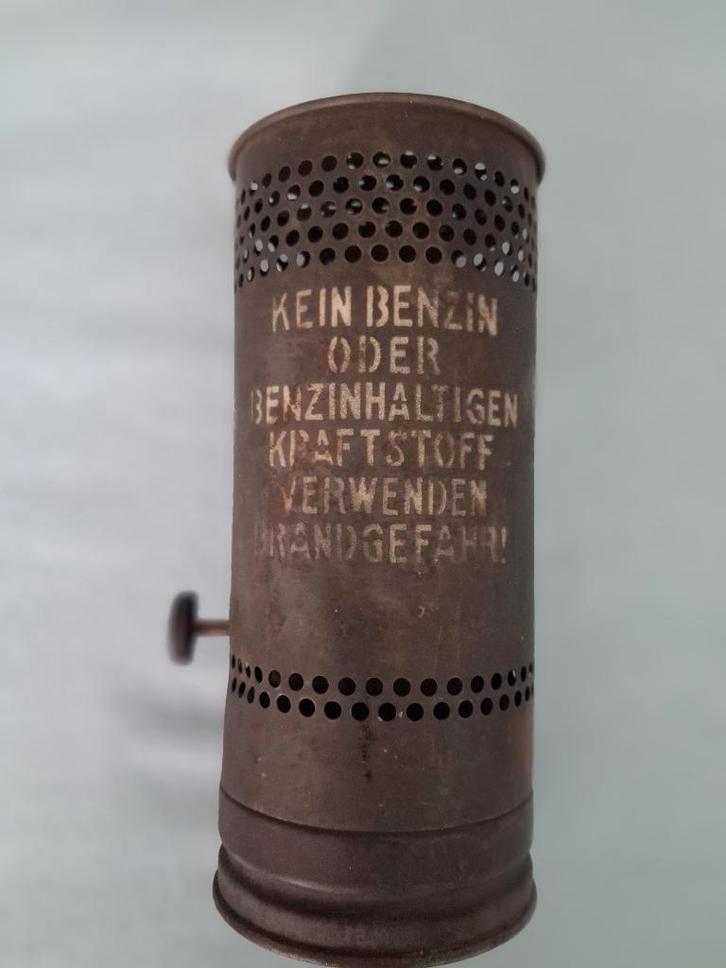 KEIN BENZIN
ODER
BENZINHALTIGEN
KRAFTSTOFF
VERWENDEN
BRANDGEFAHR!